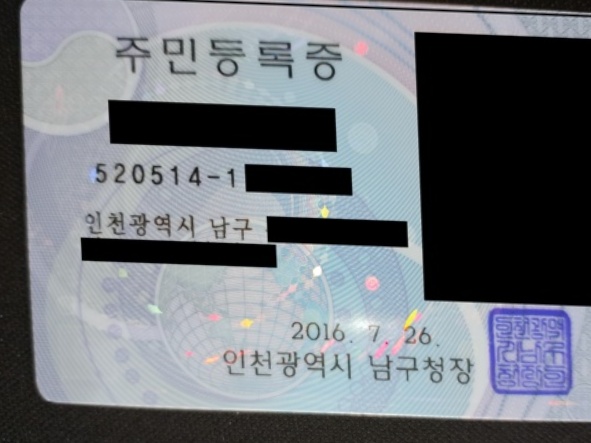 주민등록증
520514-1
인천광역시 남구
2016. 7. 26.
인천광역시 남구청장